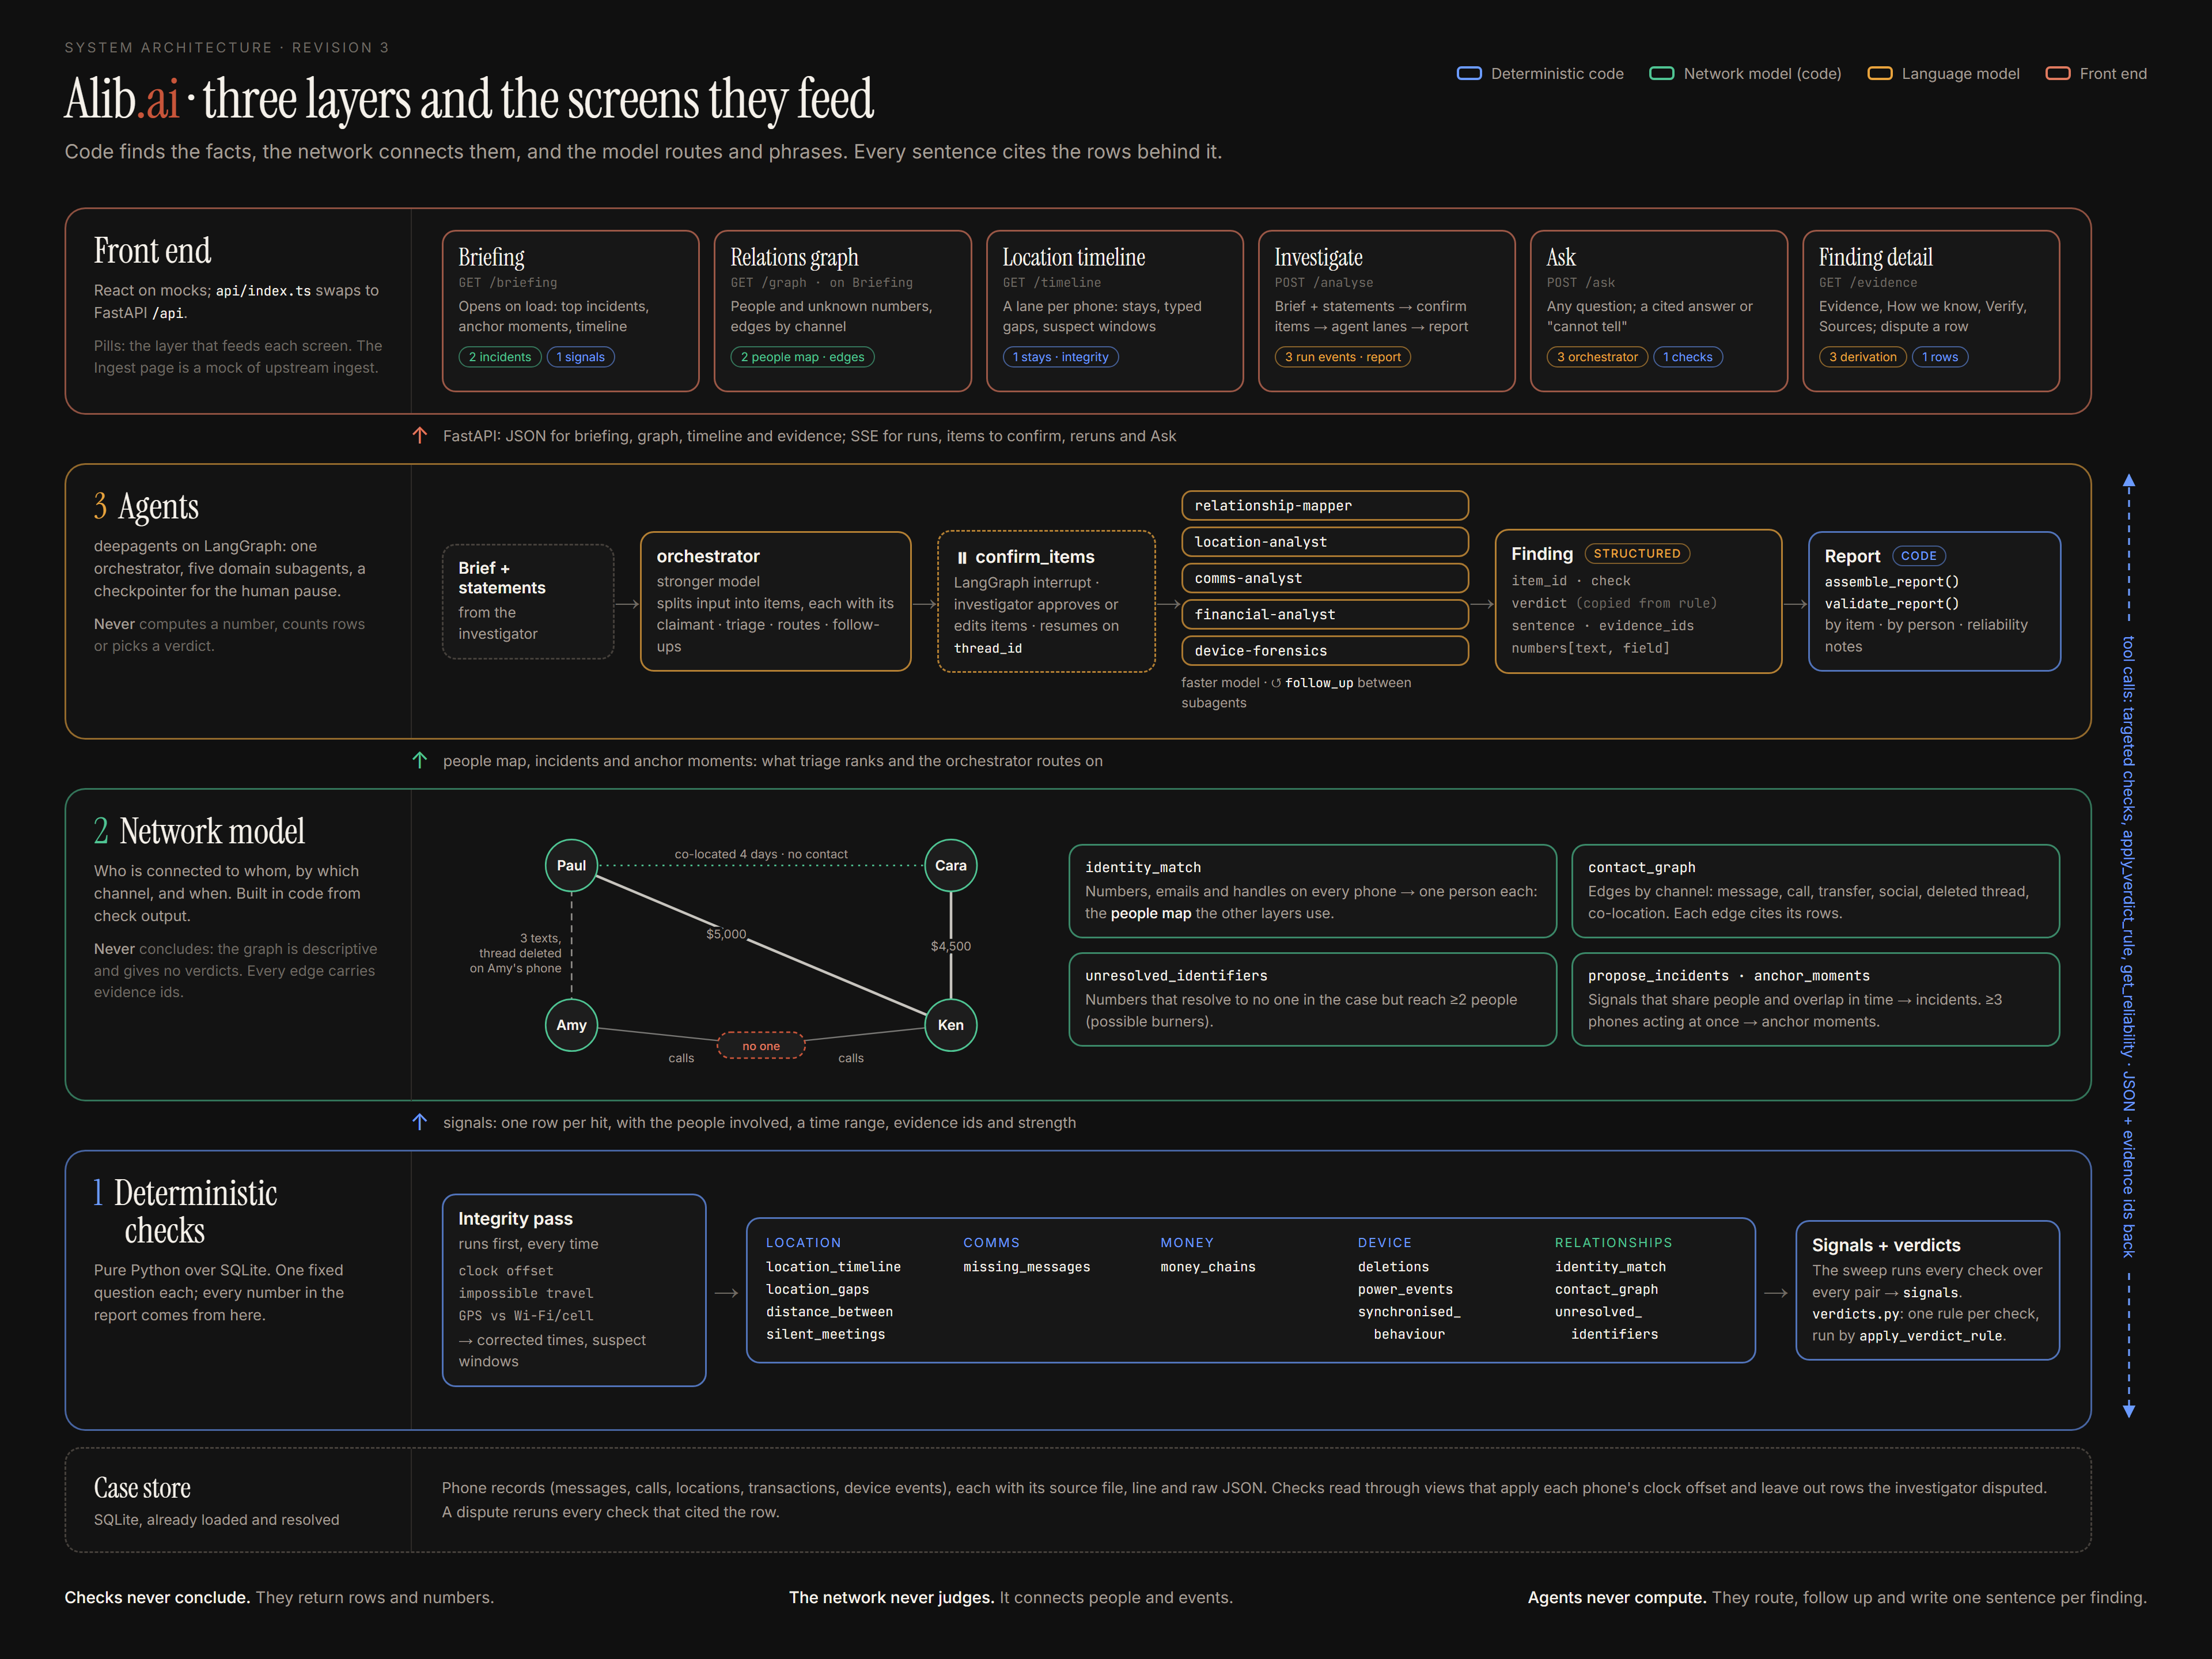 SYSTEM ARCHITECTURE · REVISION 3
Alib.ai · three layers and the screens they feed
Code finds the facts, the network connects them, and the model routes and phrases. Every sentence cites the rows behind it.
Deterministic code
Network model (code)
Language model
Front end
Front end
React on mocks; api/index.ts swaps to
FastAPI /api.
Pills: the layer that feeds each screen. The
Ingest page is a mock of upstream ingest.
Briefing
GET /briefing
Opens on load: top incidents,
anchor moments, timeline
2 incidents
1 signals
Relations graph
GET /graph · on Briefing
People and unknown numbers,
edges by channel
2 people map · edges
Location timeline
GET /timeline
A lane per phone: stays, typed
gaps, suspect windows
1 stays · integrity
Investigate
POST /analyse
Brief + statements → confirm
items → agent lanes → report
3 run events · report
Ask
POST /ask
Any question; a cited answer or
"cannot tell"
3 orchestrator
1 checks
Finding detail
GET /evidence
Evidence, How we know, Verify,
Sources; dispute a row
3 derivation
1 rows
↑ FastAPI: JSON for briefing, graph, timeline and evidence; SSE for runs, items to confirm, reruns and Ask
3 Agents
deepagents on LangGraph: one
orchestrator, five domain subagents, a
checkpointer for the human pause.
Never computes a number, counts rows
or picks a verdict.
Brief +
statements
from the
investigator
orchestrator
stronger model
splits input into items, each with its
claimant · triage · routes · follow-
ups
⏸ confirm_items
LangGraph interrupt ·
investigator approves or
edits items · resumes on
thread_id
relationship-mapper
location-analyst
comms-analyst
financial-analyst
device-forensics
faster model · ↺ follow_up between
subagents
Finding STRUCTURED
item_id · check
verdict (copied from rule)
sentence · evidence_ids
numbers[text, field]
Report CODE
assemble_report()
validate_report()
by item · by person · reliability
notes
↑ people map, incidents and anchor moments: what triage ranks and the orchestrator routes on
2 Network model
Who is connected to whom, by which
channel, and when. Built in code from
check output.
Never concludes: the graph is descriptive
and gives no verdicts. Every edge carries
evidence ids.
Paul
co-located 4 days · no contact
Cara
3 texts,
thread deleted
on Amy's phone
$5,000
$4,500
Amy
no one
Ken
calls
calls
identity_match
Numbers, emails and handles on every phone → one person each:
the people map the other layers use.
contact_graph
Edges by channel: message, call, transfer, social, deleted thread,
co-location. Each edge cites its rows.
unresolved_identifiers
Numbers that resolve to no one in the case but reach ≥2 people
(possible burners).
propose_incidents · anchor_moments
Signals that share people and overlap in time → incidents. ≥3
phones acting at once → anchor moments.
↑ signals: one row per hit, with the people involved, a time range, evidence ids and strength
1 Deterministic
checks
Pure Python over SQLite. One fixed
question each; every number in the
report comes from here.
Integrity pass
runs first, every time
clock offset
impossible travel
GPS vs Wi-Fi/cell
→ corrected times, suspect
windows
LOCATION
location_timeline
location_gaps
distance_between
silent_meetings
COMMS
missing_messages
MONEY
money_chains
DEVICE
deletions
power_events
synchronised_
behaviour
RELATIONSHIPS
identity_match
contact_graph
unresolved_
identifiers
Signals + verdicts
The sweep runs every check over
every pair → signals.
verdicts.py: one rule per check,
run by apply_verdict_rule.
tool calls: targeted checks, apply_verdict_rule, get_reliability · JSON + evidence ids back
Case store
SQLite, already loaded and resolved
Phone records (messages, calls, locations, transactions, device events), each with its source file, line and raw JSON. Checks read through views that apply each phone's clock offset and leave out rows the investigator disputed.
A dispute reruns every check that cited the row.
Checks never conclude. They return rows and numbers.
The network never judges. It connects people and events.
Agents never compute. They route, follow up and write one sentence per finding.